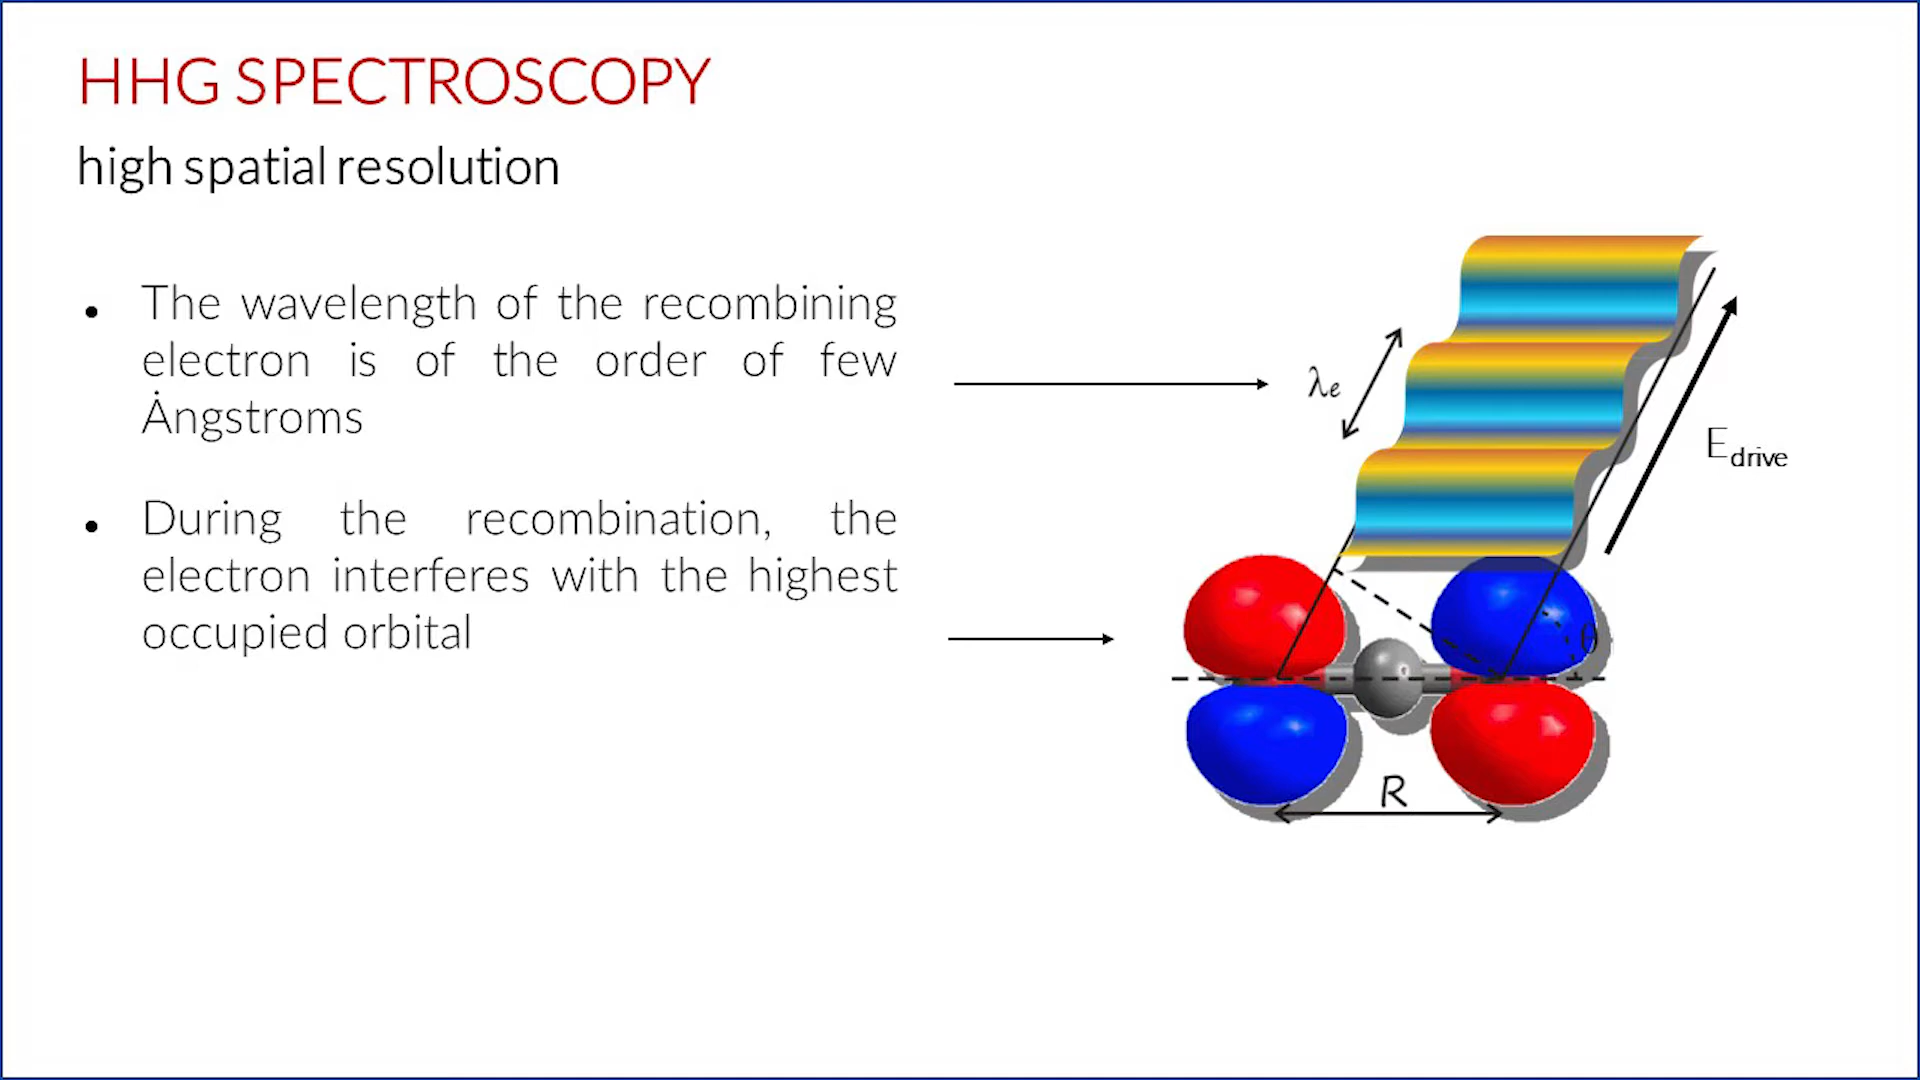 HHG SPECTROSCOPY
high spatial resolution
• The wavelength of the recombining
electron is of the order of few
Ȧngstroms
• During the recombination, the
electron interferes with the highest
occupied orbital
λe
Edrive
θ
R